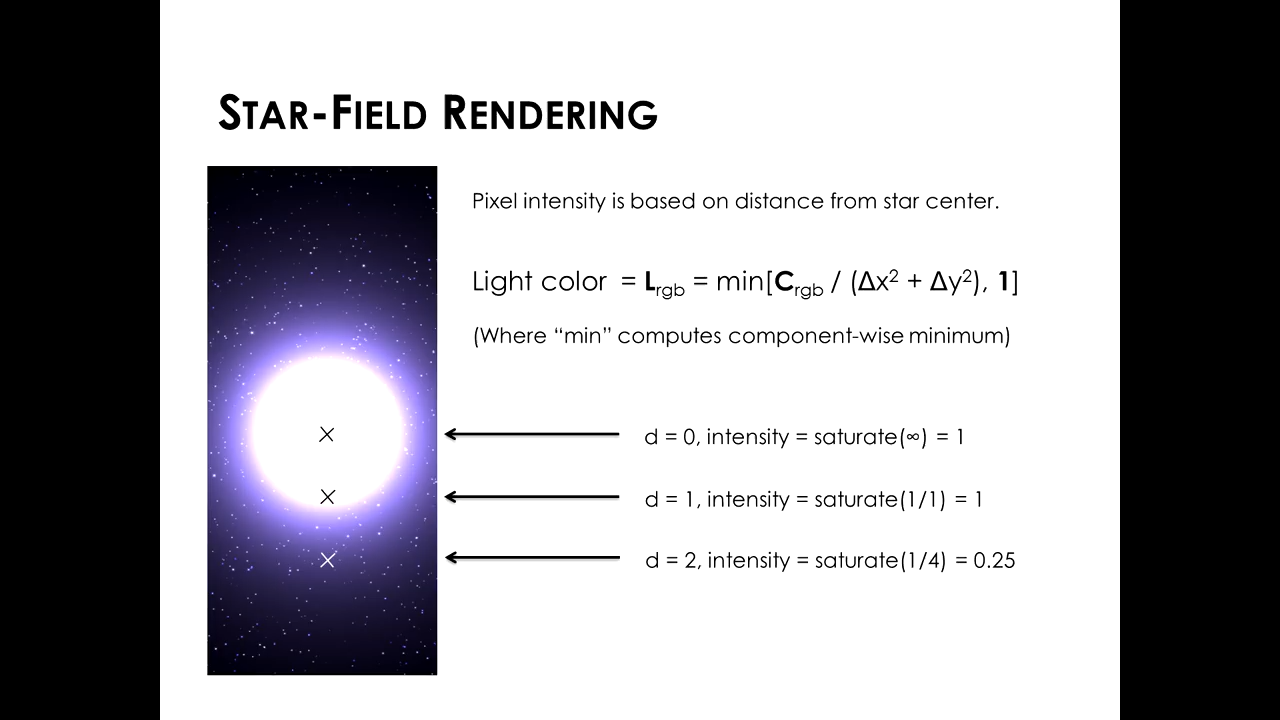 STAR-FIELD RENDERING
Pixel intensity is based on distance from star center.
Light color = L_rgb = min[C_rgb / (Δx² + Δy²), 1]
(Where “min” computes component-wise minimum)
d = 0, intensity = saturate(∞) = 1
d = 1, intensity = saturate(1/1) = 1
d = 2, intensity = saturate(1/4) = 0.25